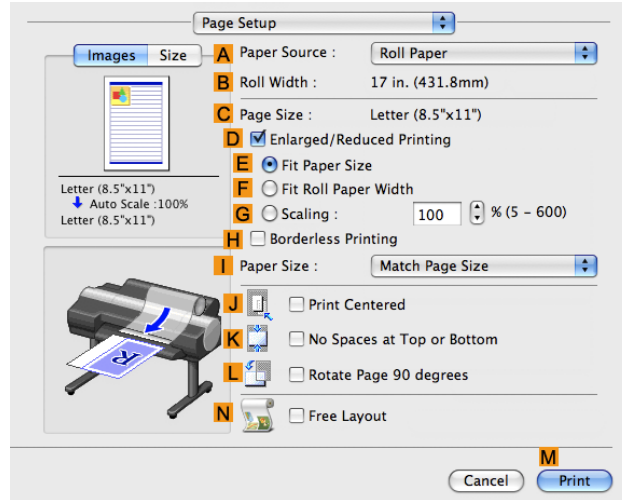 Page Setup
Images Size
A Paper Source : Roll Paper
B Roll Width : 17 in. (431.8mm)
C Page Size : Letter (8.5"x11")
D Enlarged/Reduced Printing
E Fit Paper Size
F Fit Roll Paper Width
G Scaling : 100 % (5 - 600)
H Borderless Printing
I Paper Size : Match Page Size
Letter (8.5"x11")
Auto Scale :100%
Letter (8.5"x11")
J Print Centered
K No Spaces at Top or Bottom
L Rotate Page 90 degrees
N Free Layout
R
M
Cancel Print